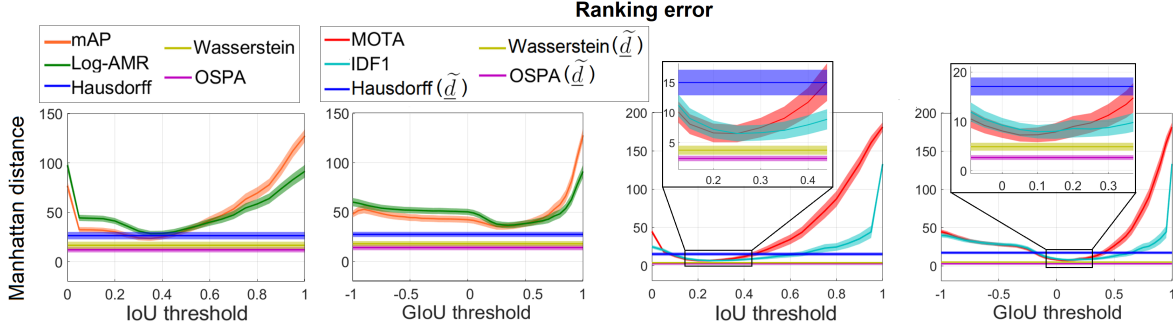 Ranking error
mAP
Log-AMR
Hausdorff
Wasserstein
OSPA
MOTA
IDF1
Hausdorff(d̲̃)
Wasserstein(d̲̃)
OSPA(d̲̃)
Manhattan distance
150
100
50
0
0 0.2 0.4 0.6 0.8 1
IoU threshold
150
100
50
0
-1 -0.5 0 0.5 1
GIoU threshold
15
10
5
0.2 0.3 0.4
200
150
100
50
0
0 0.2 0.4 0.6 0.8 1
IoU threshold
20
10
0
0 0.1 0.2 0.3
200
150
100
50
0
-1 -0.5 0 0.5 1
GIoU threshold